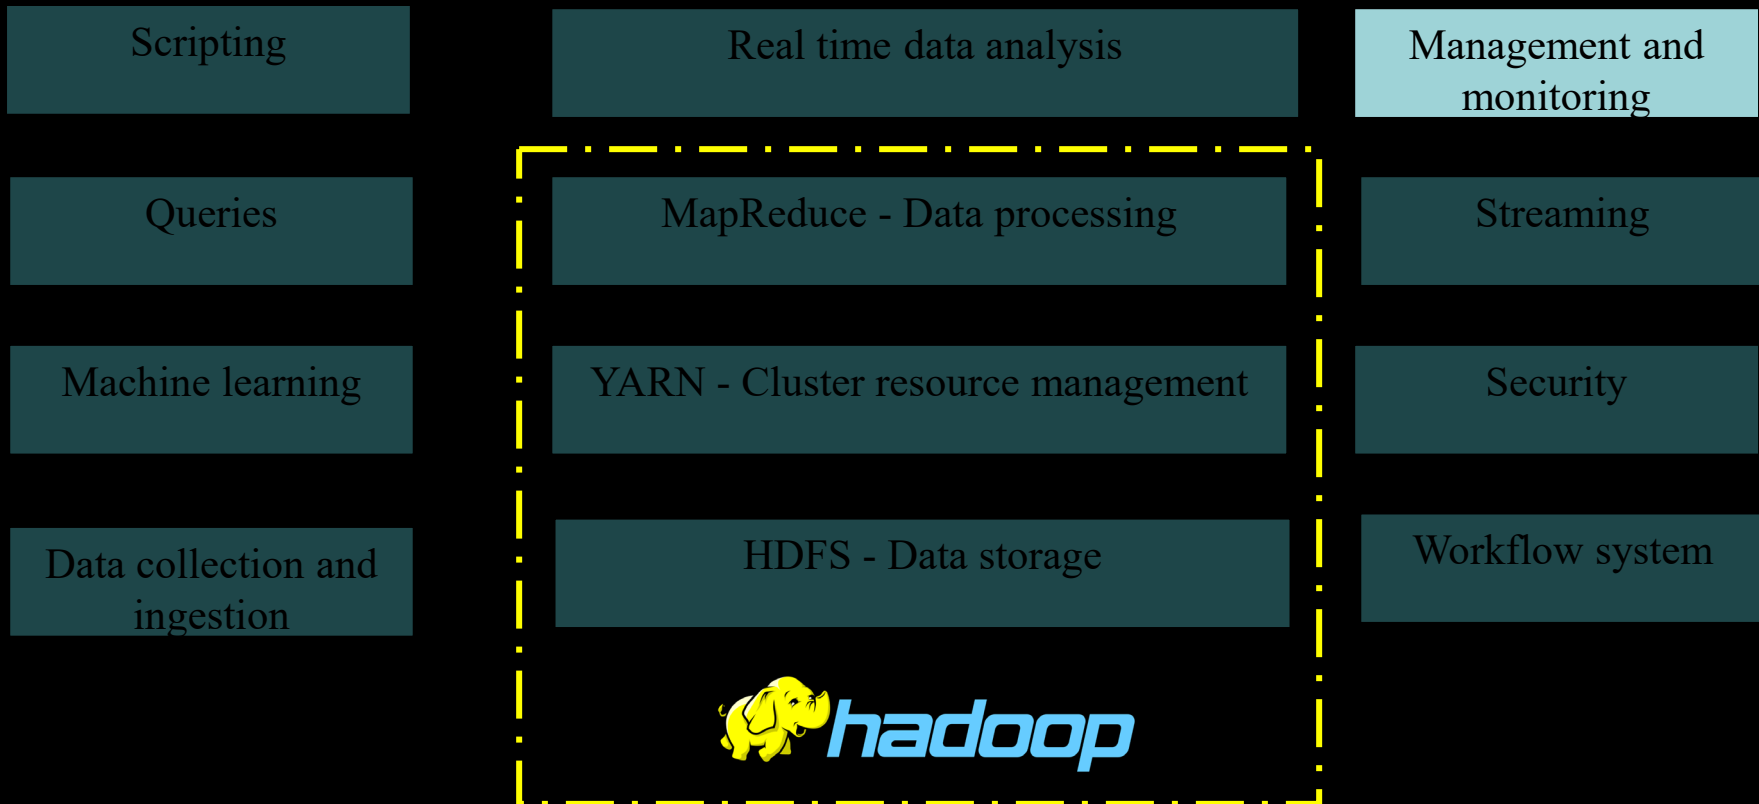 Scripting
Real time data analysis
Management and
monitoring
Queries
MapReduce - Data processing
Streaming
Machine learning
YARN - Cluster resource management
Security
Data collection and
ingestion
HDFS - Data storage
Workflow system
hadoop